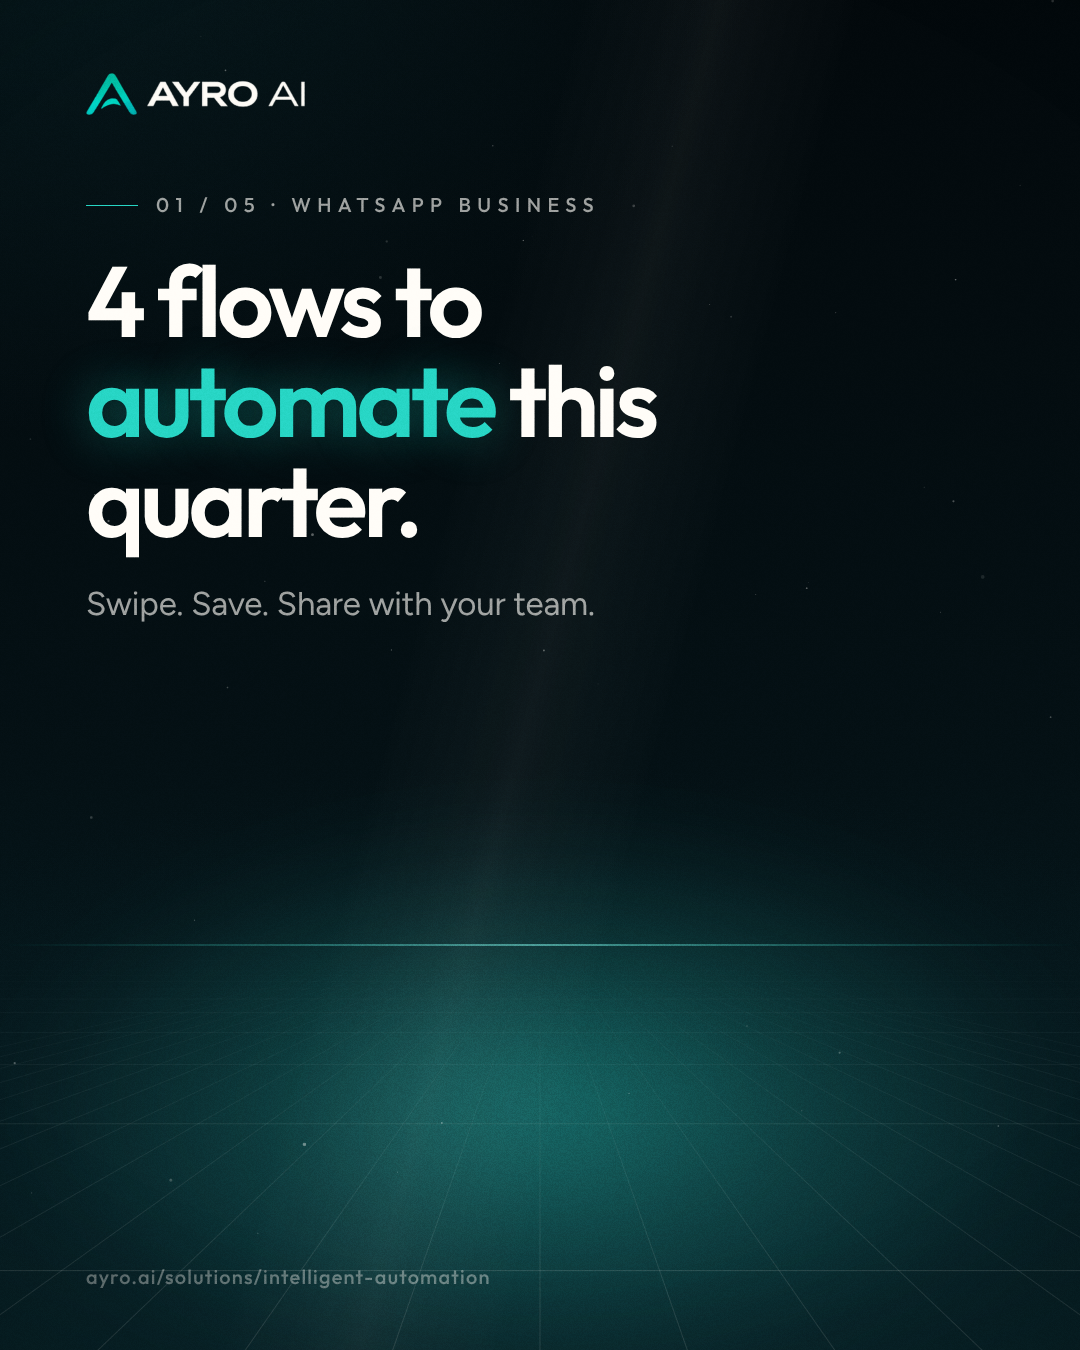 AYRO AI
01 / 05 · WHATSAPP BUSINESS
4 flows to
automate this
quarter.
Swipe. Save. Share with your team.
ayro.ai/solutions/intelligent-automation